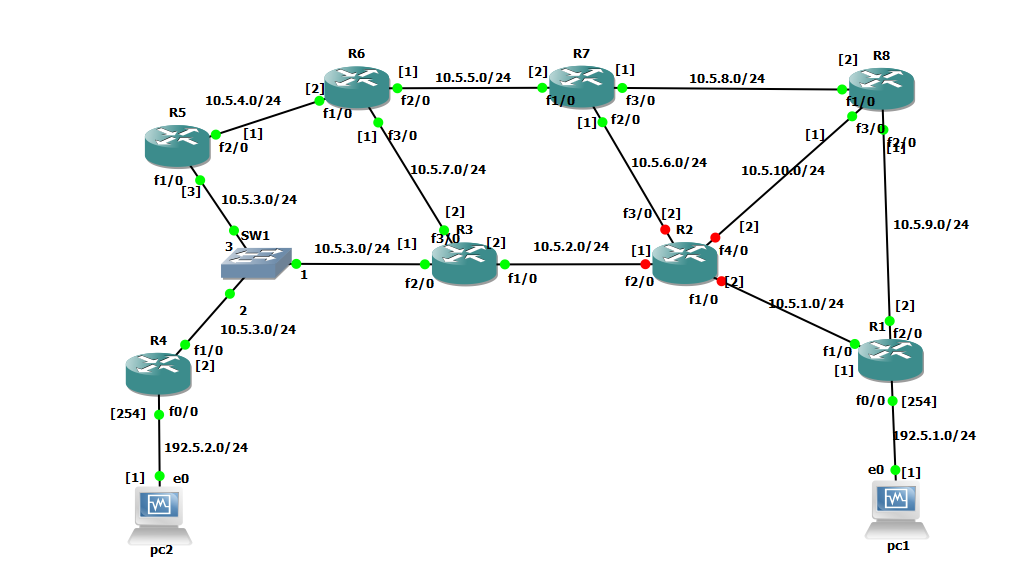 R6
R7
R8
[2]
[1]
10.5.5.0/24
[2]
[1]
10.5.8.0/24
[2]
10.5.4.0/24
f1/0
f2/0
f1/0
f3/0
f1/0
R5
[1]
f2/0
[1]
f3/0
[1]
f2/0
[1]
f3/0
f2/0
[1]
f1/0
[3]
10.5.3.0/24
10.5.7.0/24
10.5.6.0/24
10.5.10.0/24
[2]
f3/0
[2]
[2]
10.5.9.0/24
SW1
3
10.5.3.0/24
[1]
f3/0
R3
[2]
10.5.2.0/24
[1]
R2
f4/0
1
f2/0
f1/0
f2/0
f1/0
[2]
2
10.5.3.0/24
10.5.1.0/24
[2]
R1
f2/0
R4
f1/0
[2]
f1/0
[1]
[254]
f0/0
f0/0
[254]
192.5.2.0/24
192.5.1.0/24
[1]
e0
e0
[1]
pc2
pc1